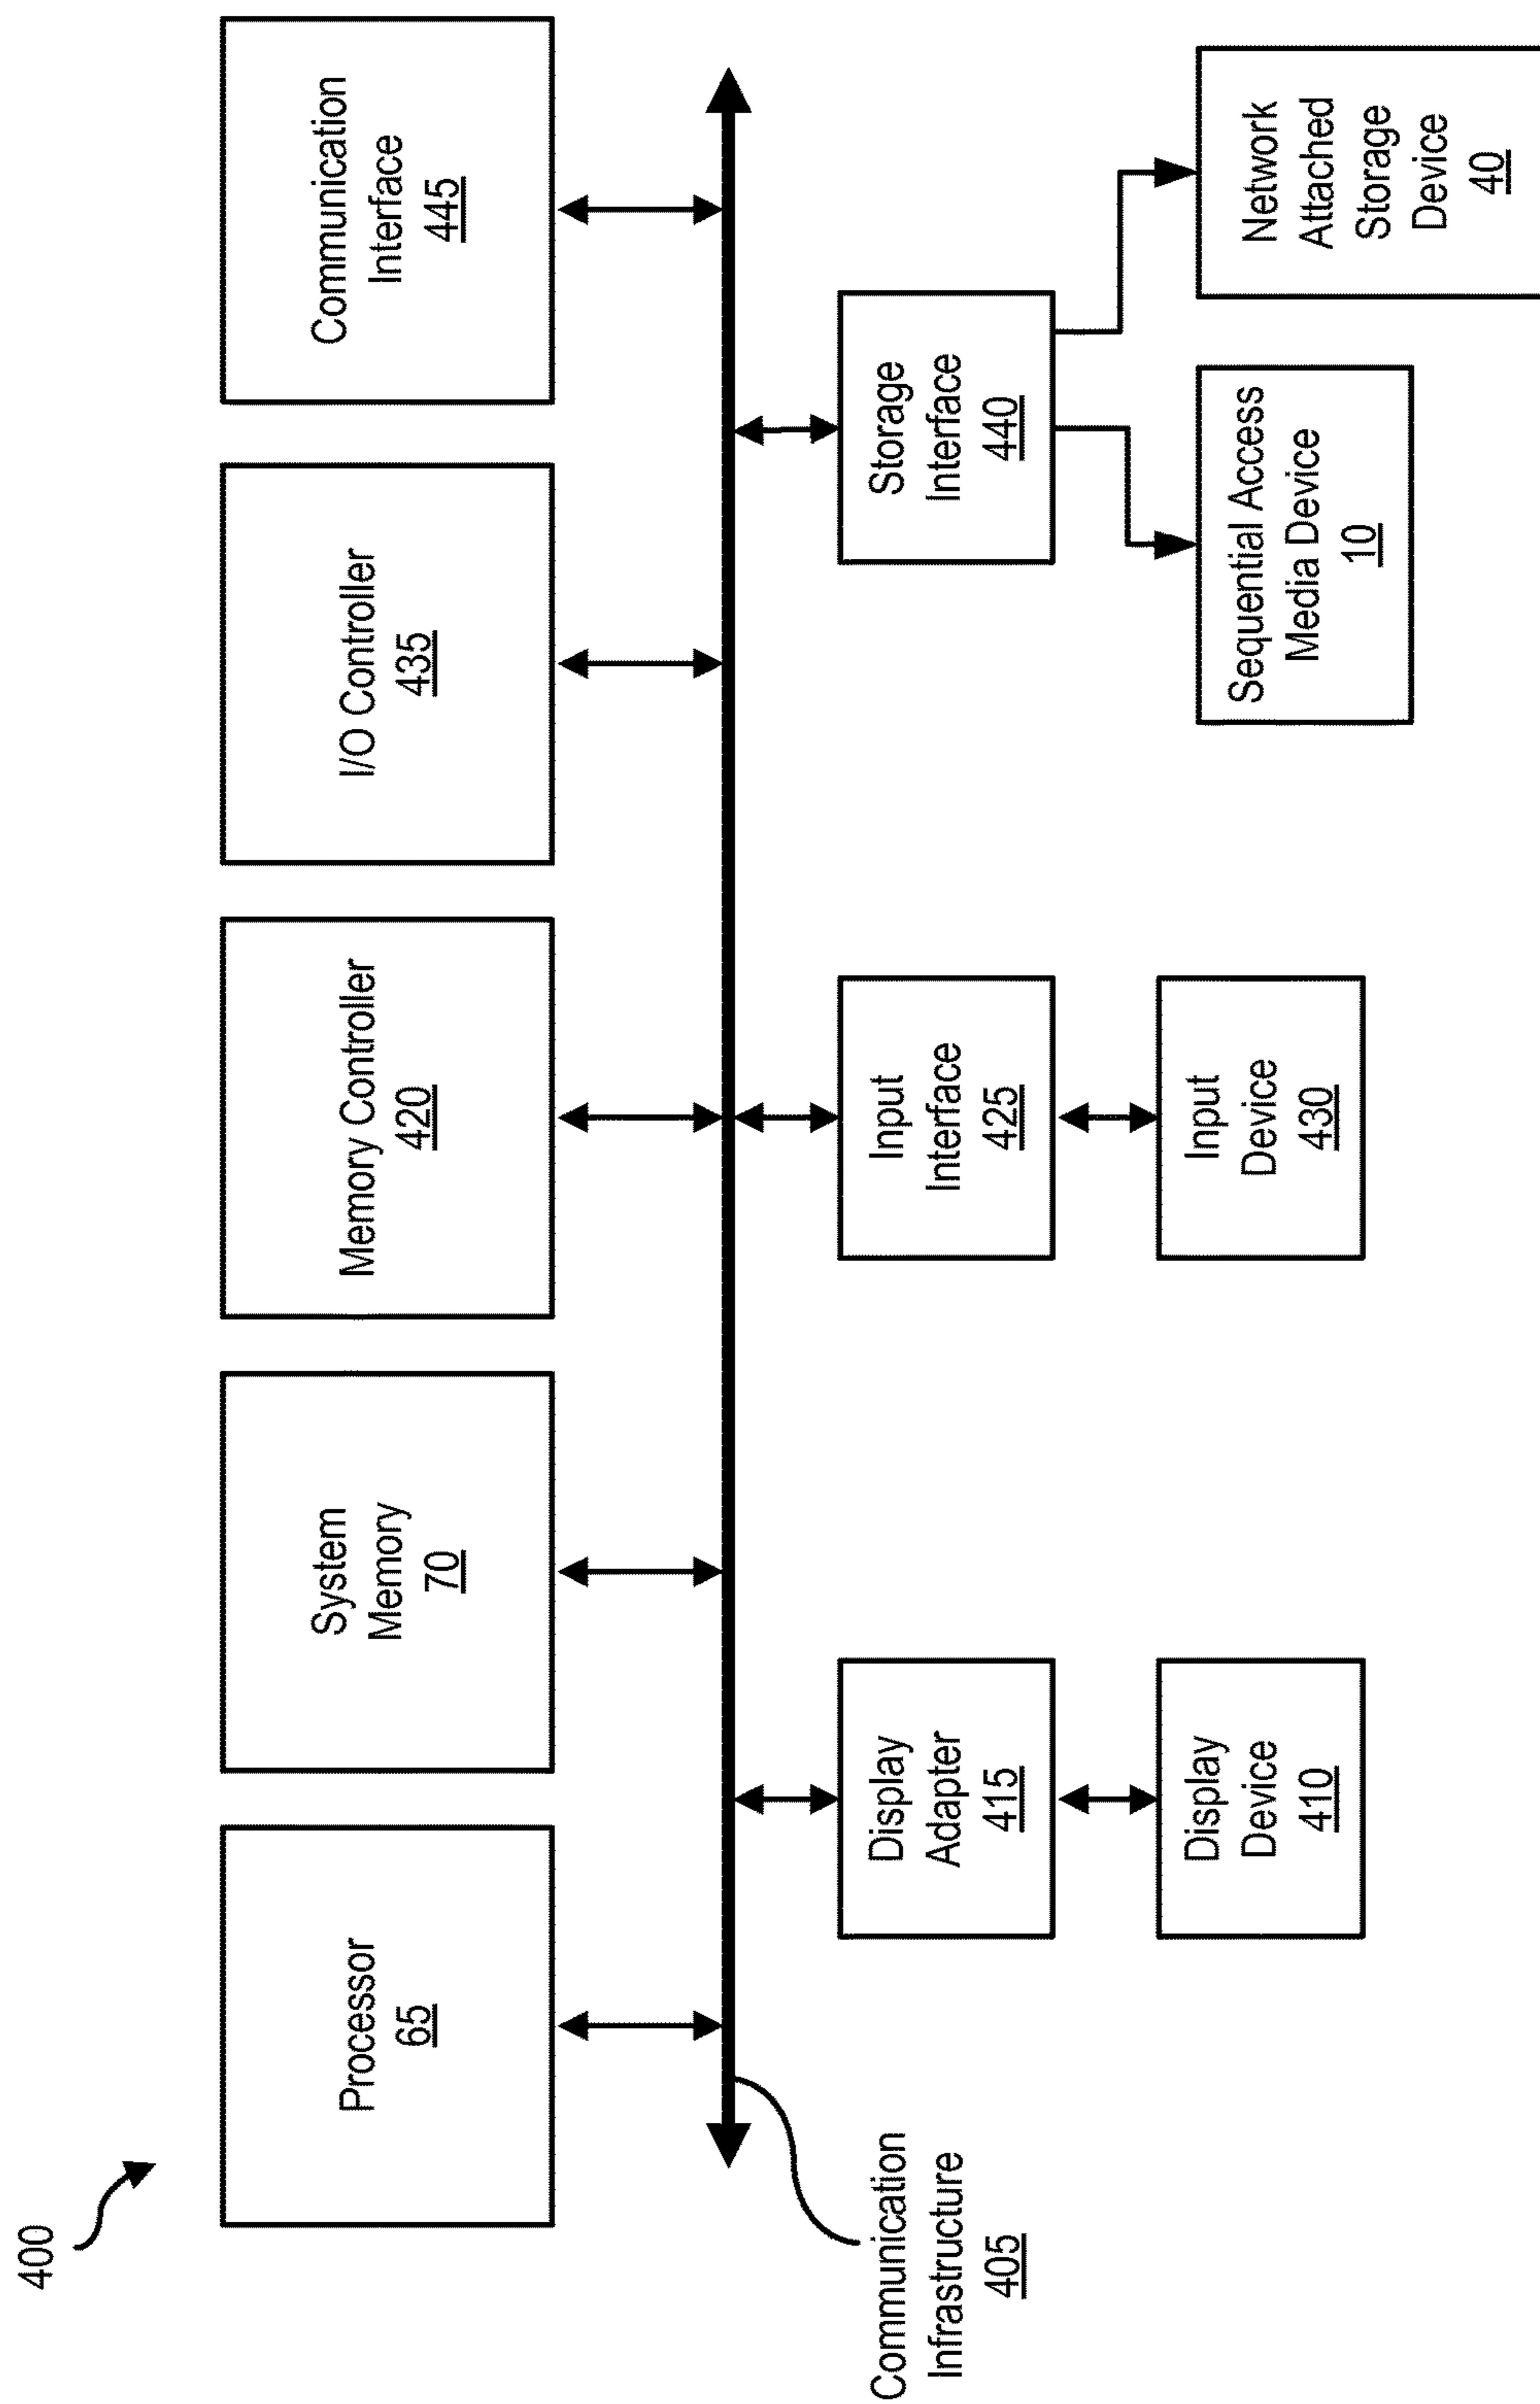 400
Processor
65
System
Memory
70
Memory Controller
420
I/O Controller
435
Communication
Interface
445
Communication
Infrastructure
405
Display
Adapter
415
Input
Interface
425
Storage
Interface
440
Display
Device
410
Input
Device
430
Sequential Access
Media Device
10
Network
Attached
Storage
Device
40